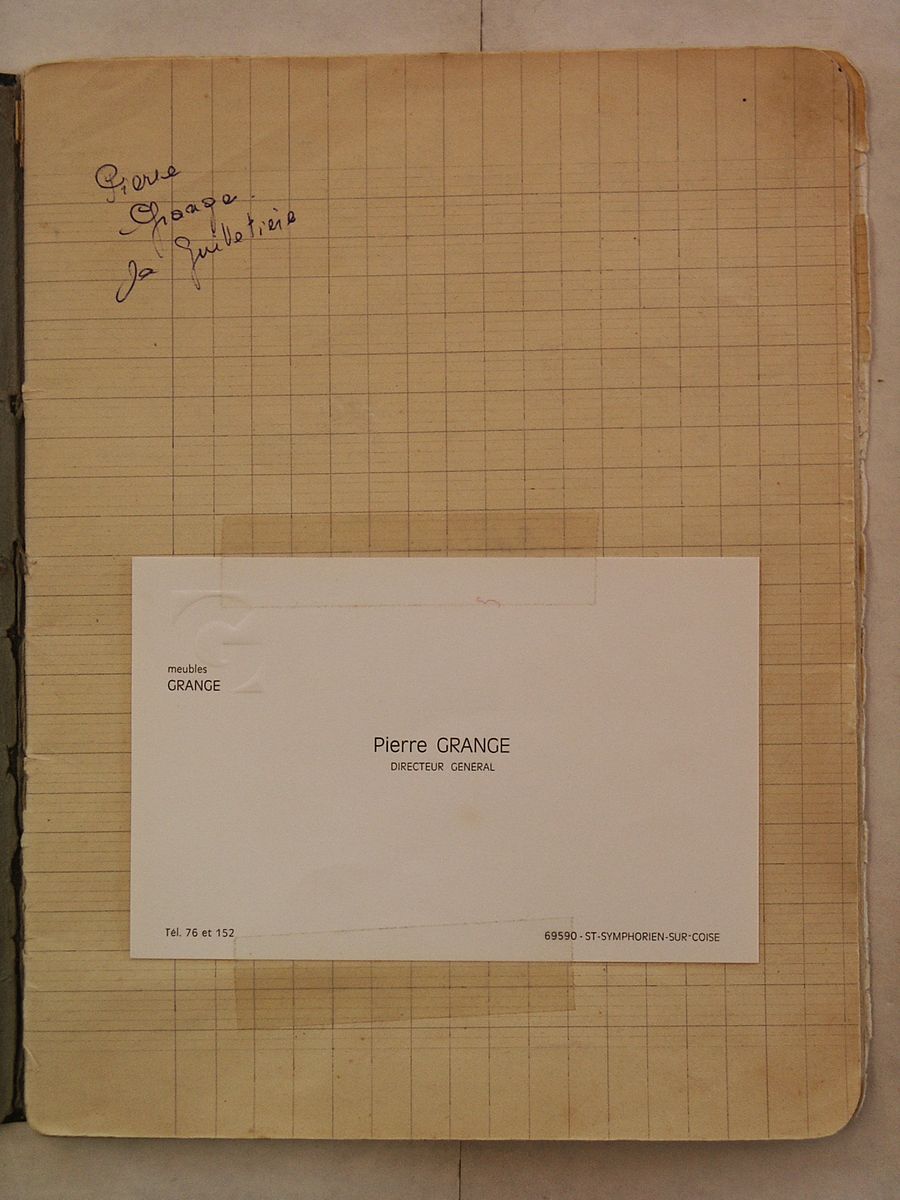 Pierre
Grange.
La Guilletière
meubles
GRANGE
Pierre GRANGE
DIRECTEUR GENERAL
Tél. 76 et 152
69590 - ST-SYMPHORIEN-SUR-COISE